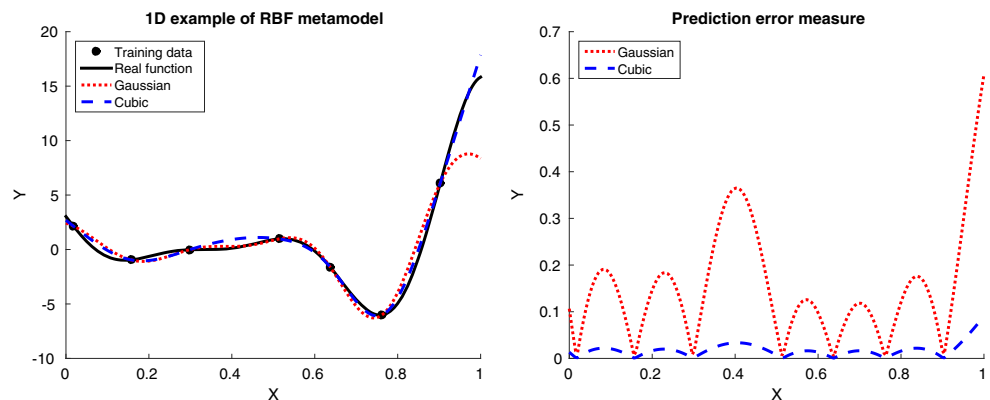 1D example of RBF metamodel
20
15
10
5
0
-5
-10
Y
Training data
Real function
Gaussian
Cubic
0 0.2 0.4 0.6 0.8 1
X
Prediction error measure
0.7
0.6
0.5
0.4
0.3
0.2
0.1
0
Y
Gaussian
Cubic
0 0.2 0.4 0.6 0.8 1
X